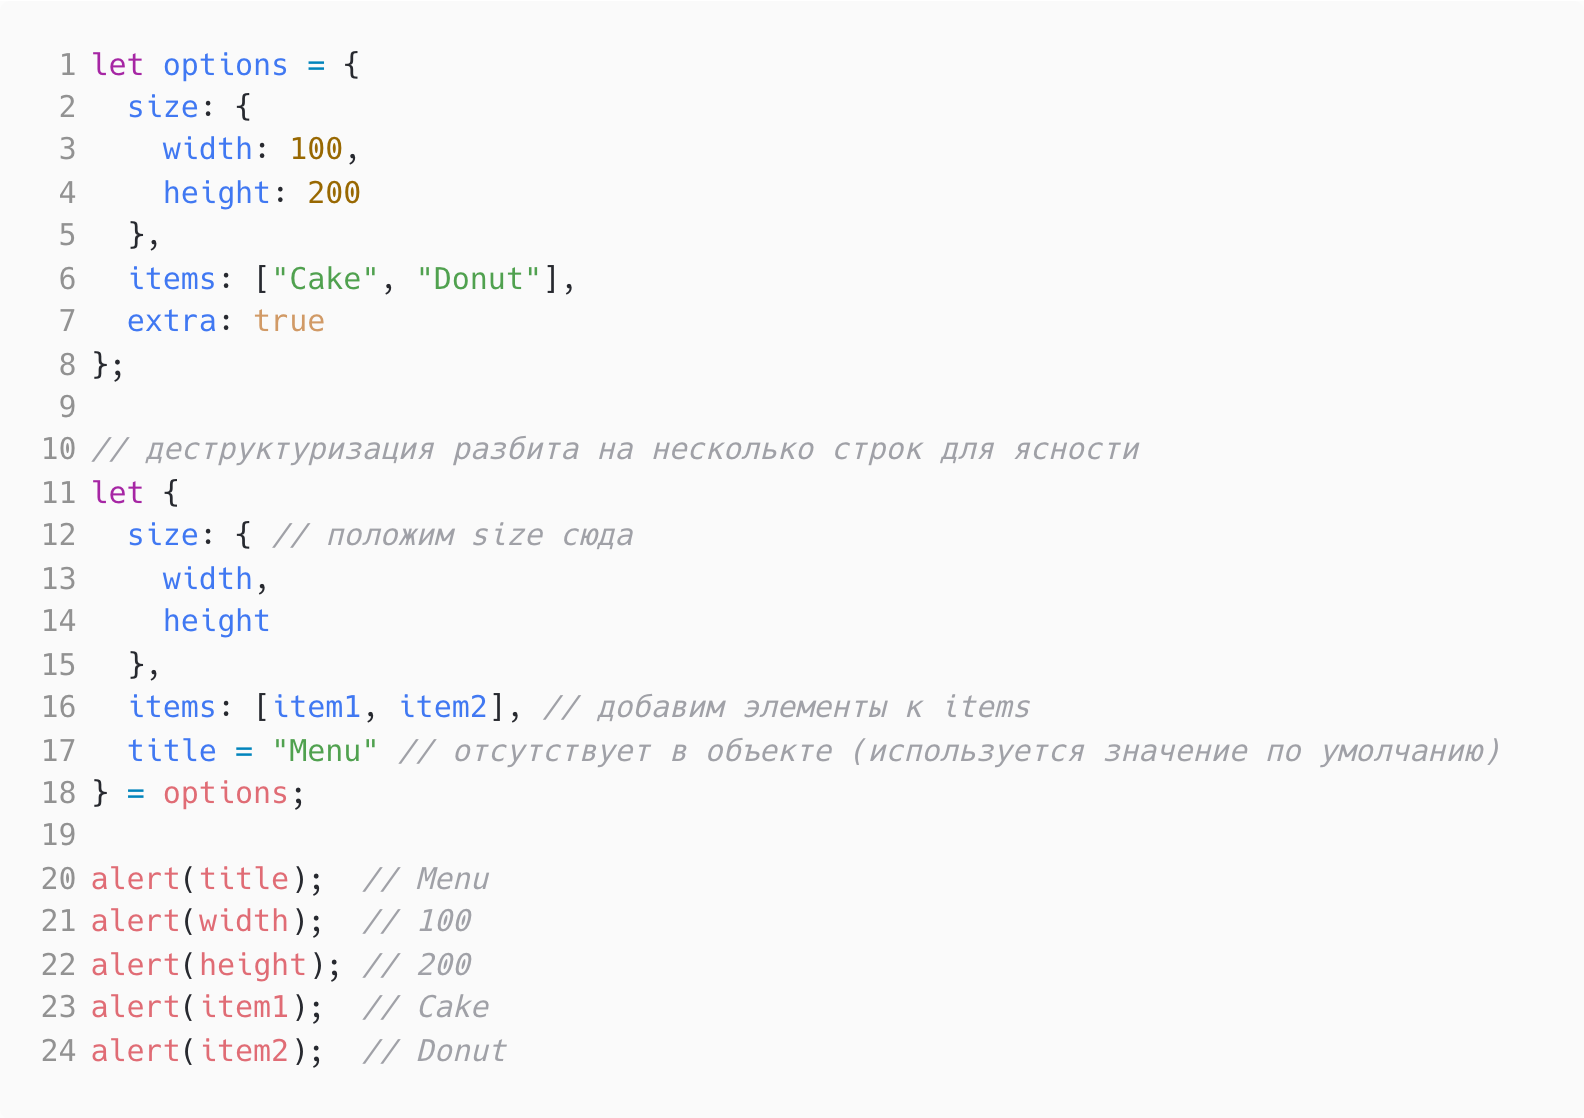 1 let options = {
2   size: {
3     width: 100,
4     height: 200
5   },
6   items: ["Cake", "Donut"],
7   extra: true
8 };
9
10 // деструктуризация разбита на несколько строк для ясности
11 let {
12   size: { // положим size сюда
13     width,
14     height
15   },
16   items: [item1, item2], // добавим элементы к items
17   title = "Menu" // отсутствует в объекте (используется значение по умолчанию)
18 } = options;
19
20 alert(title);  // Menu
21 alert(width);  // 100
22 alert(height); // 200
23 alert(item1);  // Cake
24 alert(item2);  // Donut